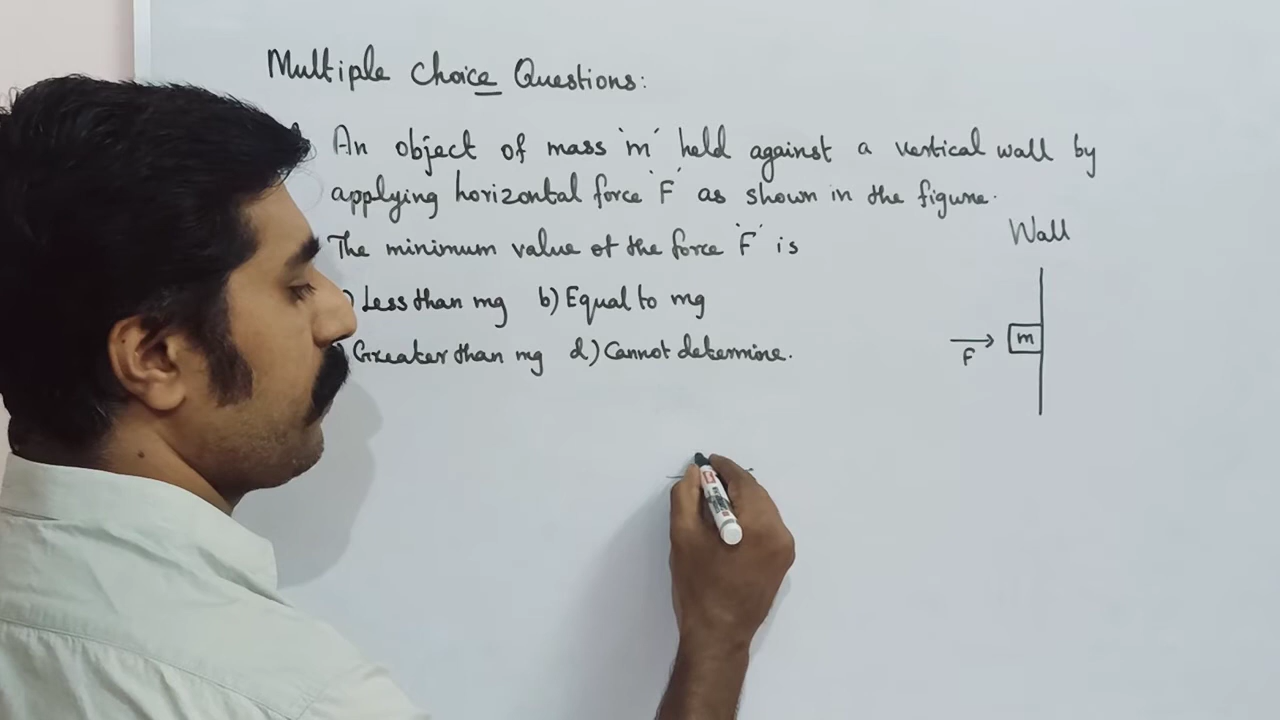 Multiple Choice Questions:
An object of mass 'm' held against a vertical wall by
applying horizontal force 'F' as shown in the figure.
The minimum value of the force 'F' is
) Less than mg b) Equal to mg
) Greater than mg d.) Cannot determine.
Wall
m
F